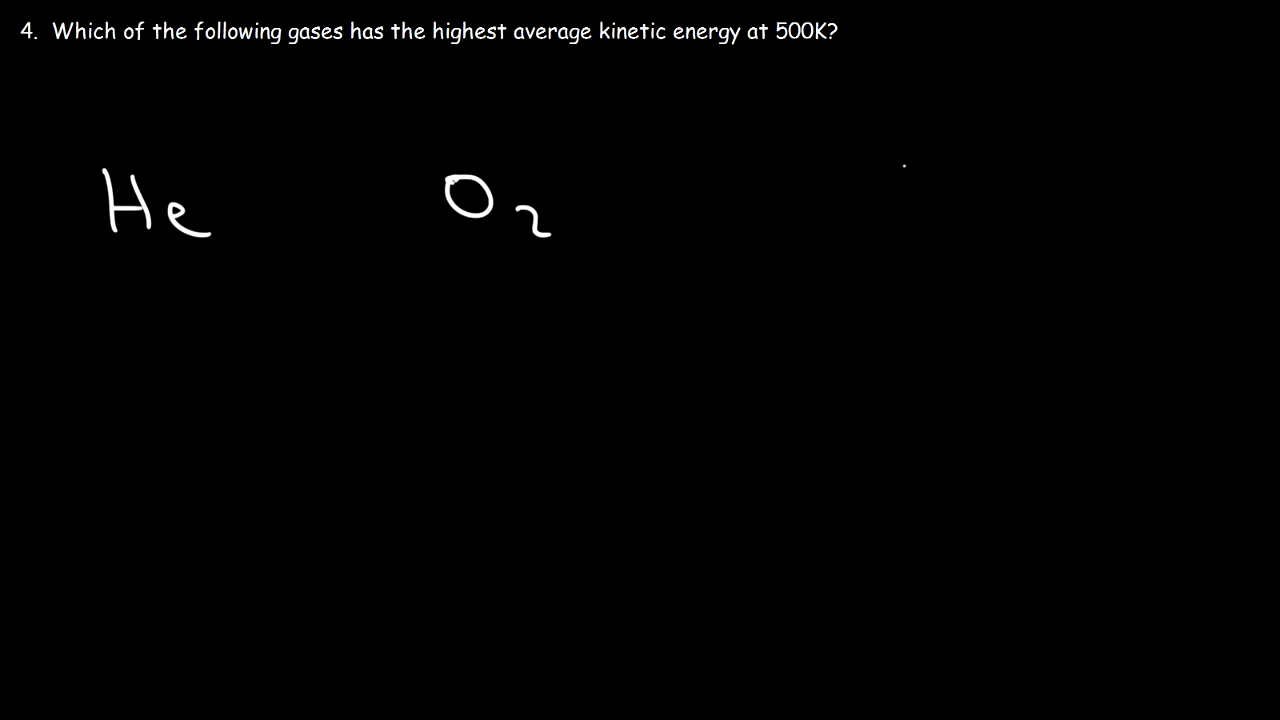 4. Which of the following gases has the highest average kinetic energy at 500K?
He O2